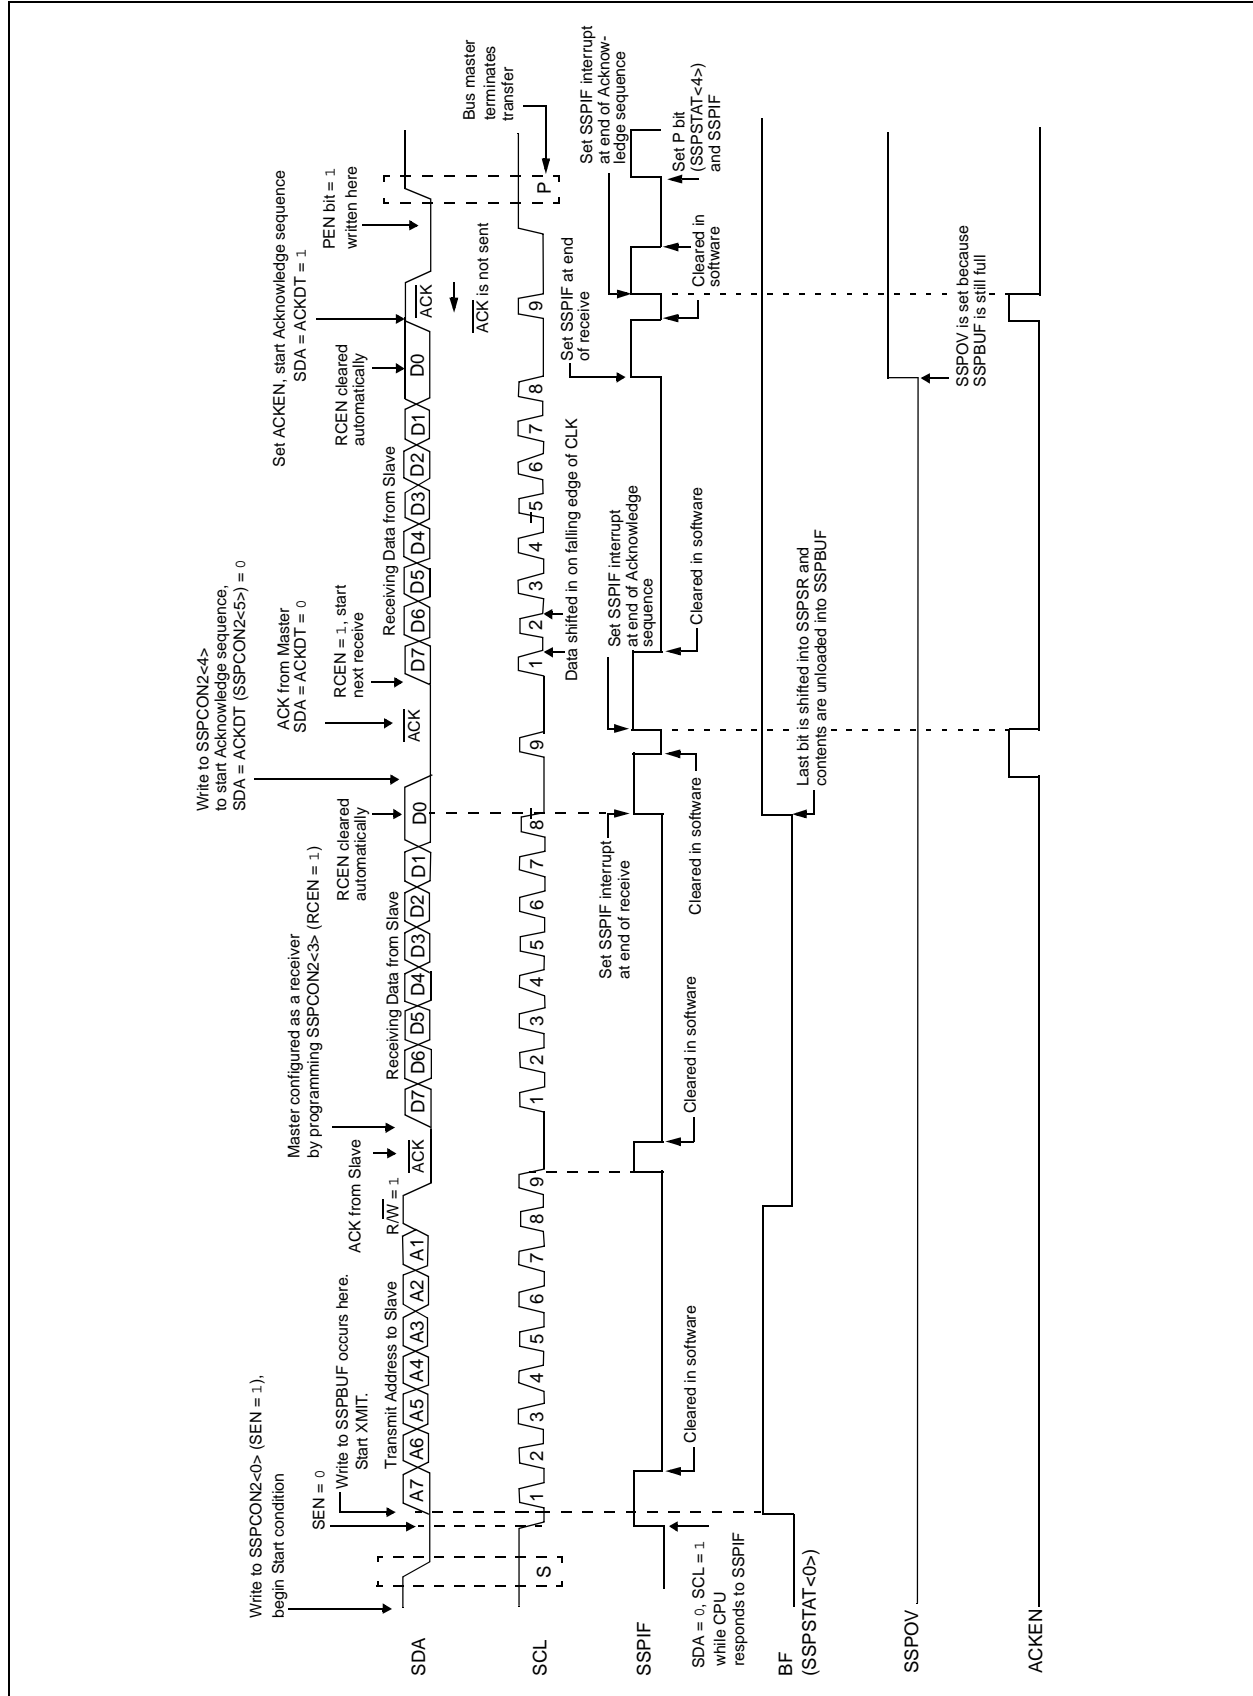 Write to SSPCON2<0> (SEN = 1),
begin Start condition
SEN = 0
Write to SSPBUF occurs here.
Start XMIT.
ACK from Slave
Master configured as a receiver
by programming SSPCON2<3> (RCEN = 1)
RCEN cleared
automatically
Write to SSPCON2<4>
to start Acknowledge sequence,
SDA = ACKDT (SSPCON2<5>) = 0
ACK from Master
SDA = ACKDT = 0
RCEN = 1, start
next receive
Set ACKEN, start Acknowledge sequence
SDA = ACKDT = 1
RCEN cleared
automatically
PEN bit = 1
written here
Transmit Address to Slave
R/W = 1
Receiving Data from Slave
Receiving Data from Slave
SDA
A7 A6 A5 A4 A3 A2 A1
ACK
D7 D6 D5 D4 D3 D2 D1 D0
ACK
D7 D6 D5 D4 D3 D2 D1 D0
ACK
ACK is not sent
Bus master
terminates
transfer
SCL
S
1 2 3 4 5 6 7 8 9
1 2 3 4 5 6 7 8 9
1 2 3 4 5 6 7 8 9
P
Data shifted in on falling edge of CLK
Set SSPIF interrupt
at end of receive
Set SSPIF interrupt
at end of Acknowledge
sequence
Set SSPIF at end
of receive
Set SSPIF interrupt
at end of Acknow-
ledge sequence
SSPIF
SDA = 0, SCL = 1
while CPU
responds to SSPIF
Cleared in software
Cleared in software
Cleared in software
Cleared in software
Cleared in
software
Set P bit
(SSPSTAT<4>)
and SSPIF
BF
(SSPSTAT<0>)
Last bit is shifted into SSPSR and
contents are unloaded into SSPBUF
SSPOV
SSPOV is set because
SSPBUF is still full
ACKEN